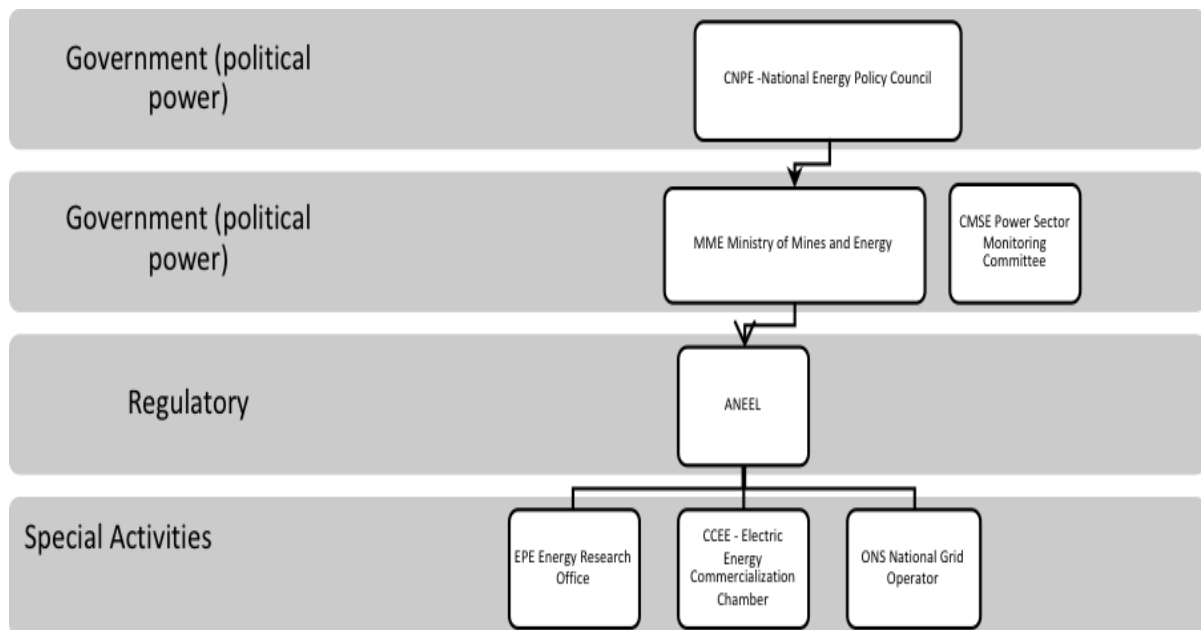 Government (political
power)
CNPE -National Energy Policy Council
Government (political
power)
MME Ministry of Mines and Energy
CMSE Power Sector
Monitoring
Committee
Regulatory
ANEEL
Special Activities
EPE Energy Research
Office
CCEE - Electric
Energy
Commercialization
Chamber
ONS National Grid
Operator